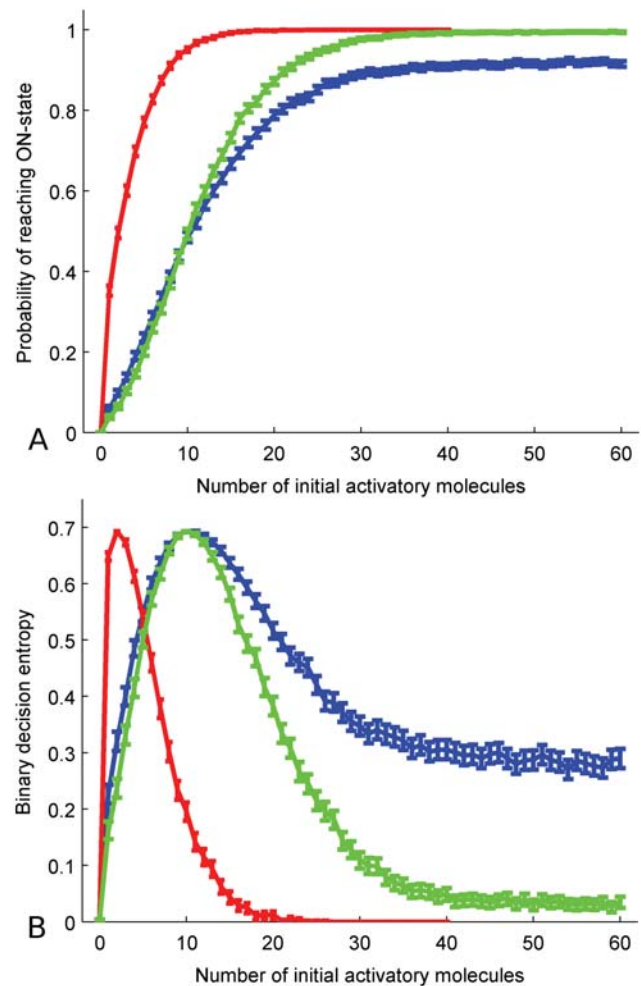 1
0.8
0.6
0.4
0.2
0
Probability of reaching ON-state
A
0 10 20 30 40 50 60
Number of initial activatory molecules
0.7
0.6
0.5
0.4
0.3
0.2
0.1
0
Binary decision entropy
B
0 10 20 30 40 50 60
Number of initial activatory molecules